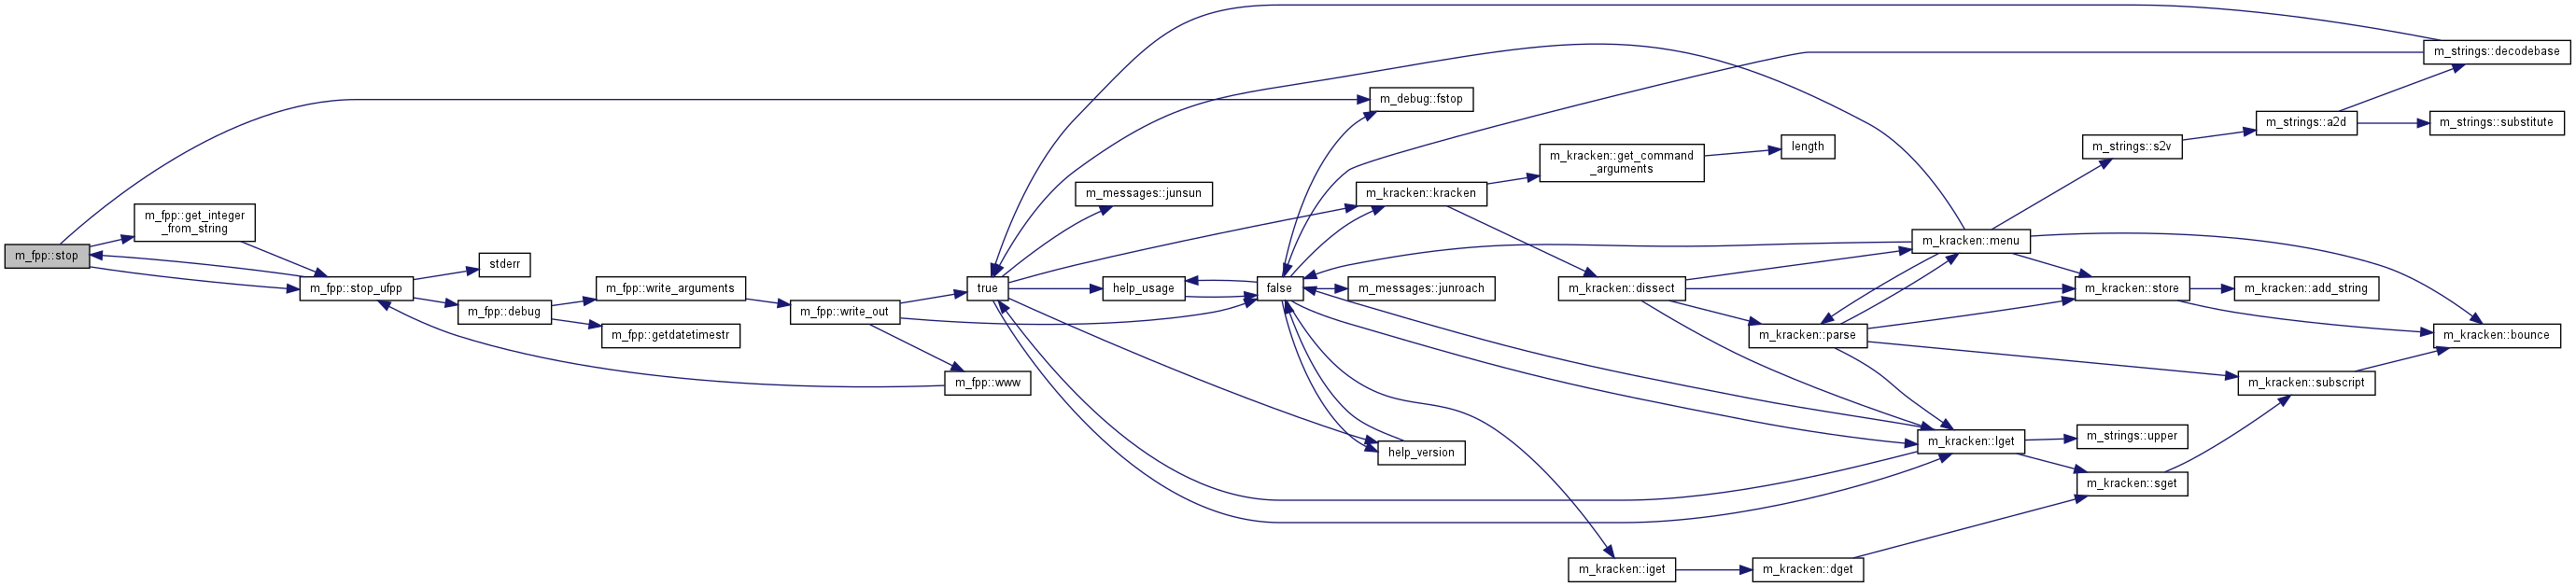 m_strings::decodebase
m_debug::fstop
m_strings::a2d
m_strings::substitute
m_kracken::get_command
_arguments
length
m_strings::s2v
m_messages::junsun
m_kracken::kracken
m_fpp::get_integer
_from_string
m_fpp::stop
stderr
m_kracken::menu
m_fpp::stop_ufpp
m_fpp::write_arguments
true
help_usage
false
m_messages::junroach
m_kracken::dissect
m_kracken::store
m_kracken::add_string
m_fpp::debug
m_fpp::write_out
m_fpp::getdatetimestr
m_kracken::parse
m_kracken::bounce
m_fpp::www
m_kracken::subscript
help_version
m_kracken::lget
m_strings::upper
m_kracken::sget
m_kracken::iget
m_kracken::dget